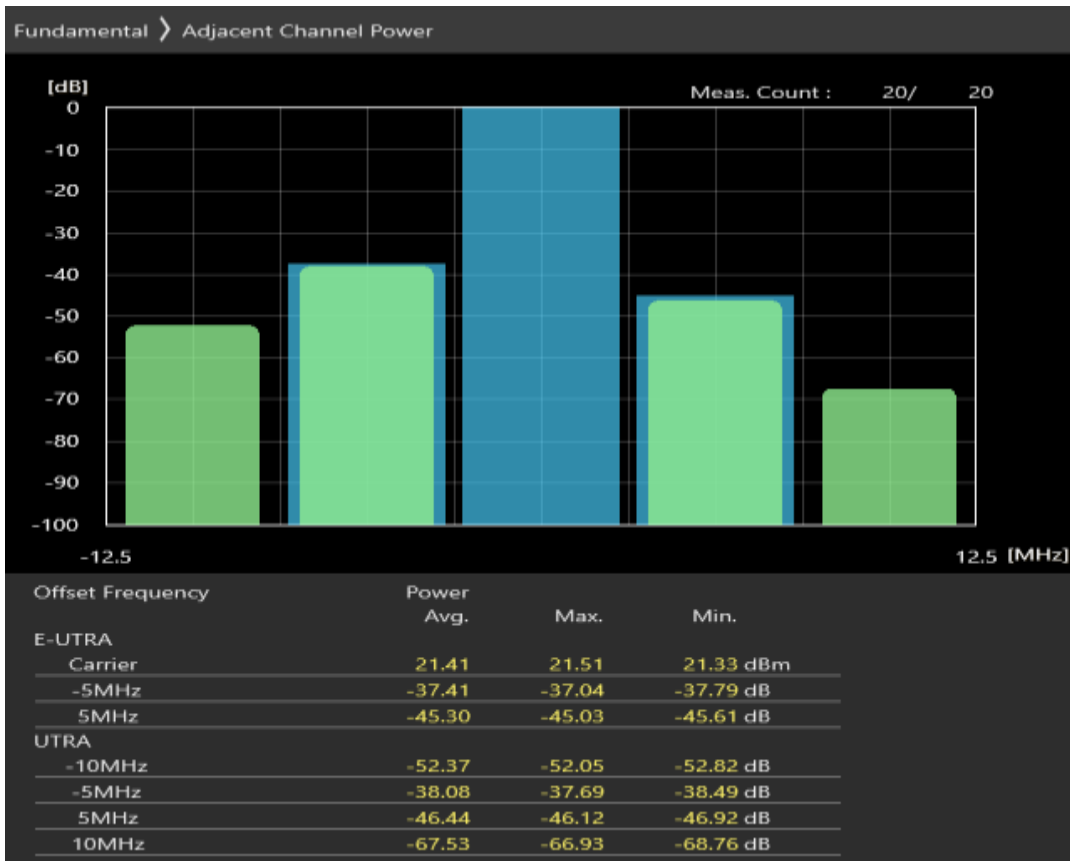 Fundamental ❯ Adjacent Channel Power
[dB]
Meas. Count : 20/ 20
0
-10
-20
-30
-40
-50
-60
-70
-80
-90
-100
-12.5 12.5 [MHz]
Offset Frequency Power
Avg. Max. Min.
E-UTRA
Carrier 21.41 21.51 21.33 dBm
-5MHz -37.41 -37.04 -37.79 dB
5MHz -45.30 -45.03 -45.61 dB
UTRA
-10MHz -52.37 -52.05 -52.82 dB
-5MHz -38.08 -37.69 -38.49 dB
5MHz -46.44 -46.12 -46.92 dB
10MHz -67.53 -66.93 -68.76 dB